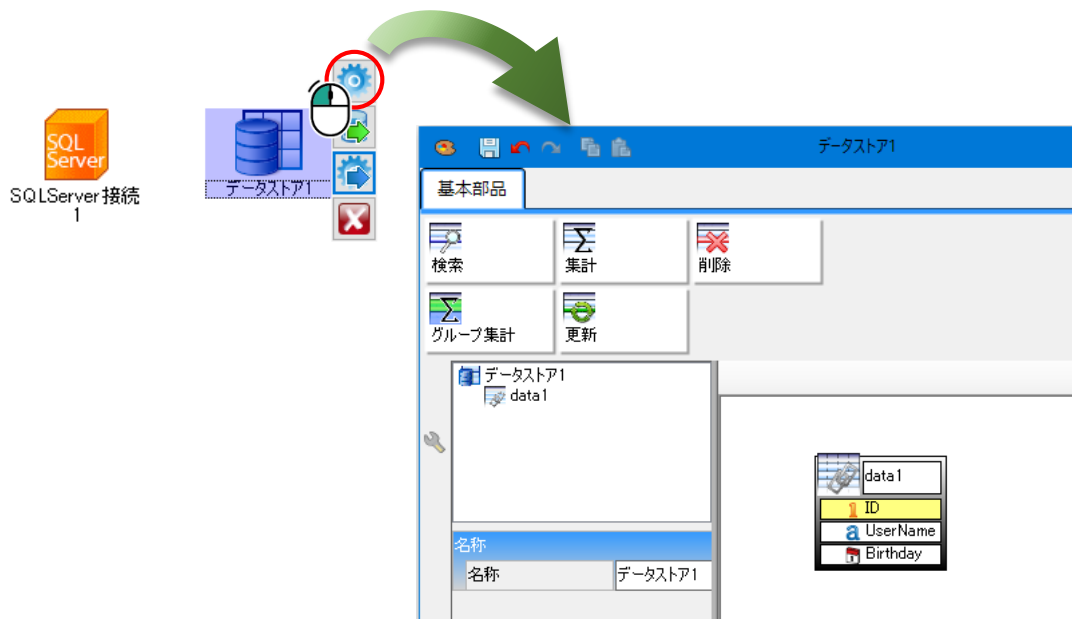 SQL
Server
SQLServer接続
1
データストア1
データストア1
基本部品
検索
集計
削除
グループ集計
更新
データストア1
data1
名称
名称
データストア1
data1
ID
UserName
Birthday